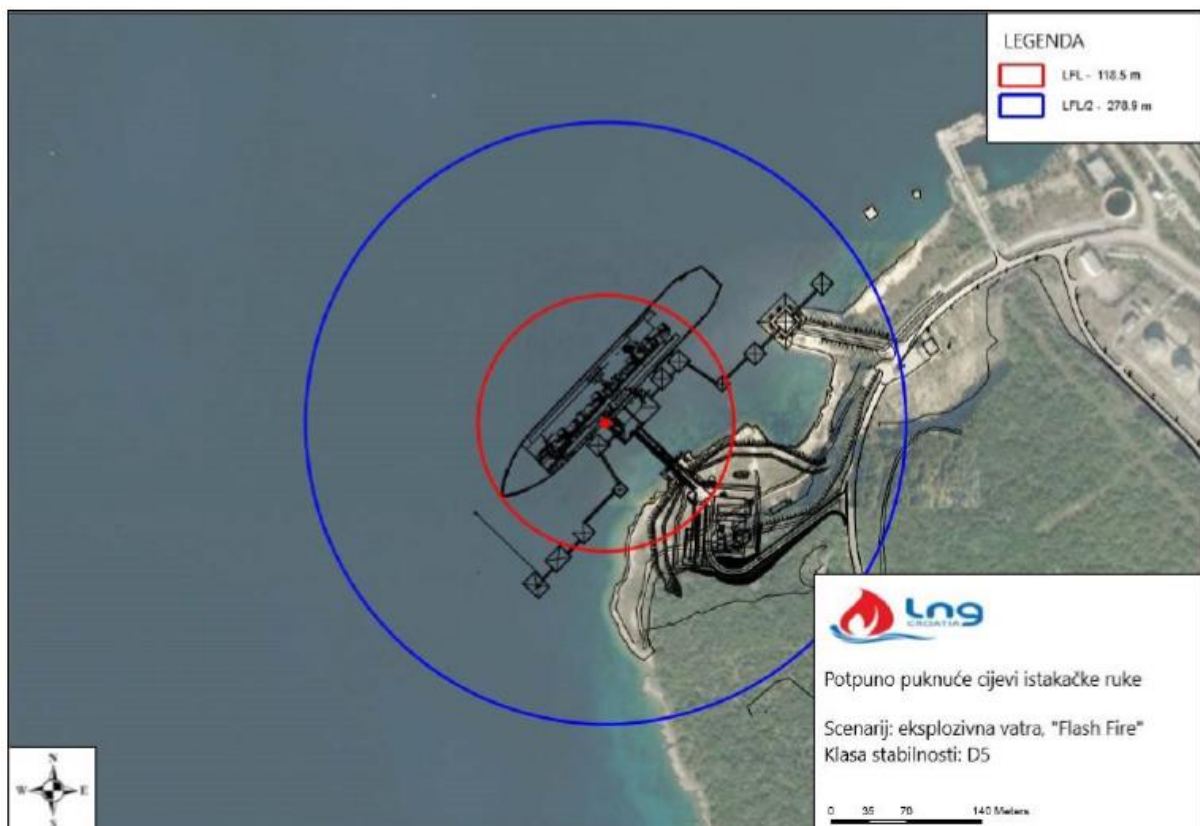 LEGENDA
LFL - 118.5 m
LFL/2 - 278.9 m
Lng
CROATIA
Potpuno puknuće cijevi istakačke ruke
Scenarij: eksplozivna vatra, "Flash Fire"
Klasa stabilnosti: D5
N
W E
S
0 35 70 140 Meters